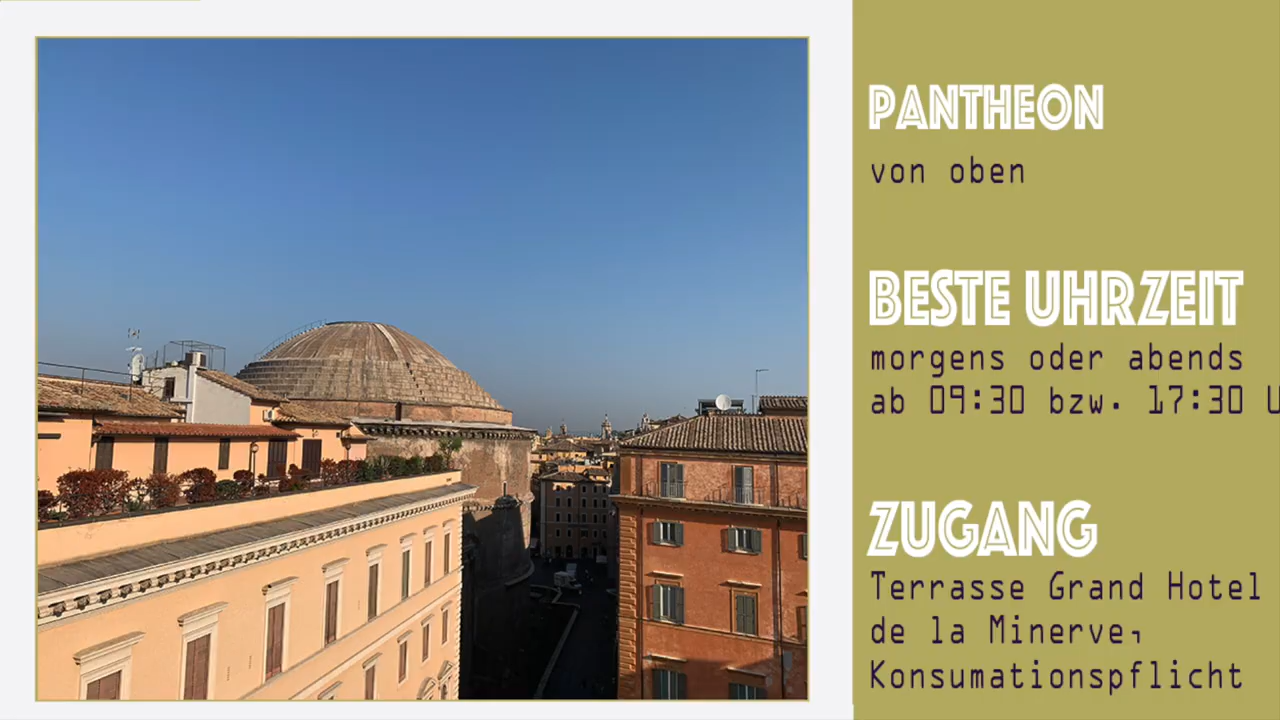 PANTHEON
von oben
BESTE UHRZEIT
morgens oder abends
ab 09:30 bzw. 17:30
ZUGANG
Terrasse Grand Hotel
de la Minerve,
Konsumationspflicht